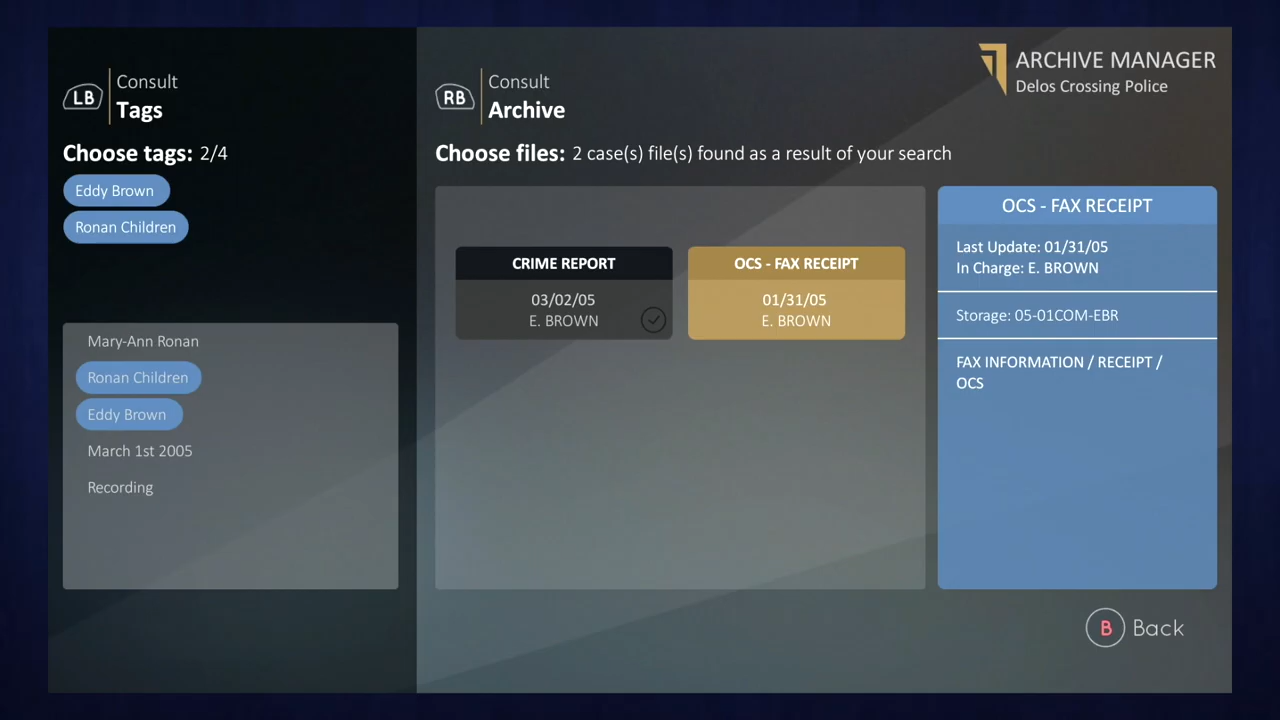 LB
Consult
Tags
Choose tags: 2/4
Eddy Brown
Ronan Children
Mary-Ann Ronan
Ronan Children
Eddy Brown
March 1st 2005
Recording
RB
Consult
Archive
ARCHIVE MANAGER
Delos Crossing Police
Choose files: 2 case(s) file(s) found as a result of your search
CRIME REPORT
03/02/05
E. BROWN
OCS - FAX RECEIPT
01/31/05
E. BROWN
OCS - FAX RECEIPT
Last Update: 01/31/05
In Charge: E. BROWN
Storage: 05-01COM-EBR
FAX INFORMATION / RECEIPT /
OCS
B Back